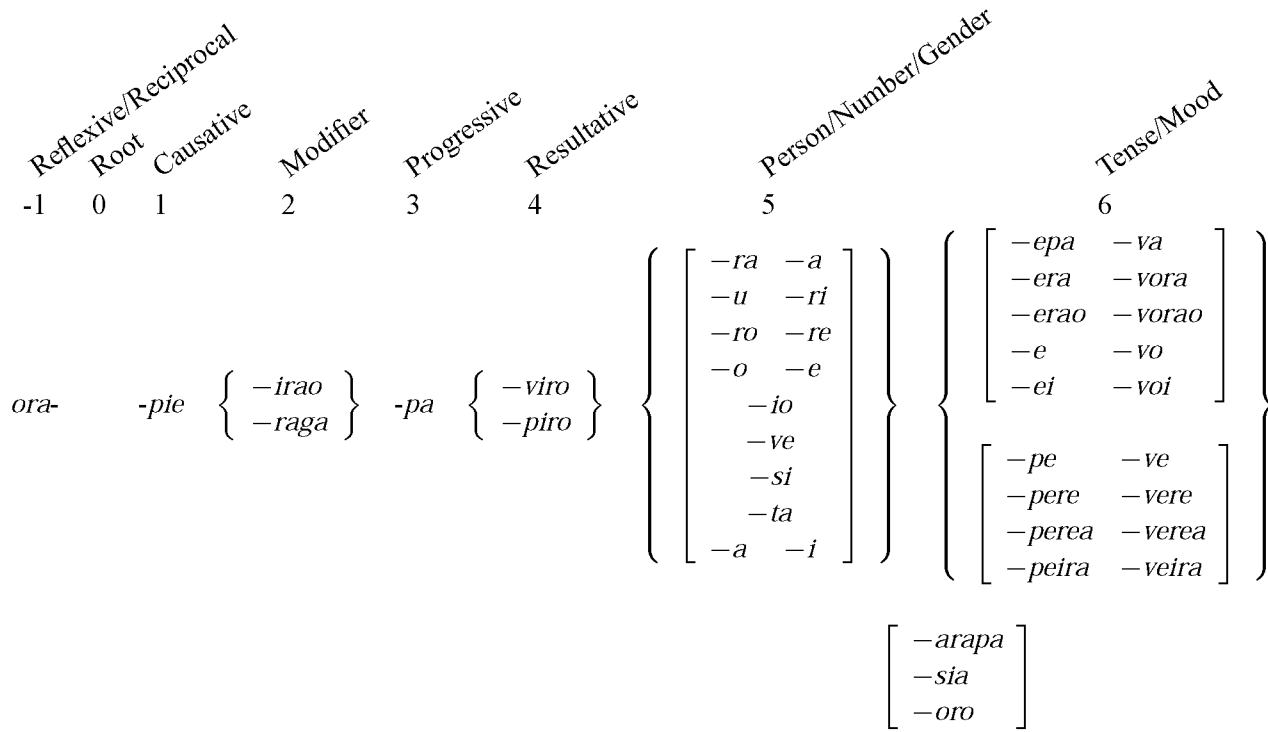 Reflexive/Reciprocal Root Causative Modifier Progressive Resultative Person/Number/Gender Tense/Mood
-1 0 1 2 3 4 5 6
ora- -pie -irao -raga -pa -viro -piro
-ra -a
-u -ri
-ro -re
-o -e
-io
-ve
-si
-ta
-a -i
-epa -va
-era -vora
-erao -vorao
-e -vo
-ei -voi
-pe -ve
-pere -vere
-perea -verea
-peira -veira
-arapa
-sia
-oro